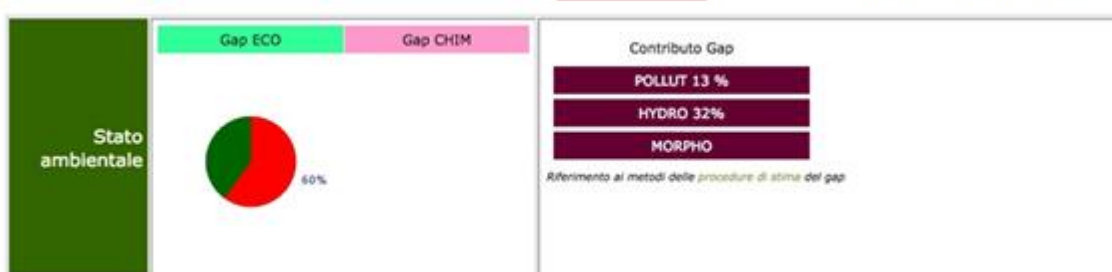 Stato
ambientale
Gap ECO
Gap CHIM
60%
Contributo Gap
POLLUT 13 %
HYDRO 32%
MORPHO
Riferimento ai metodi delle procedure di stima del gap